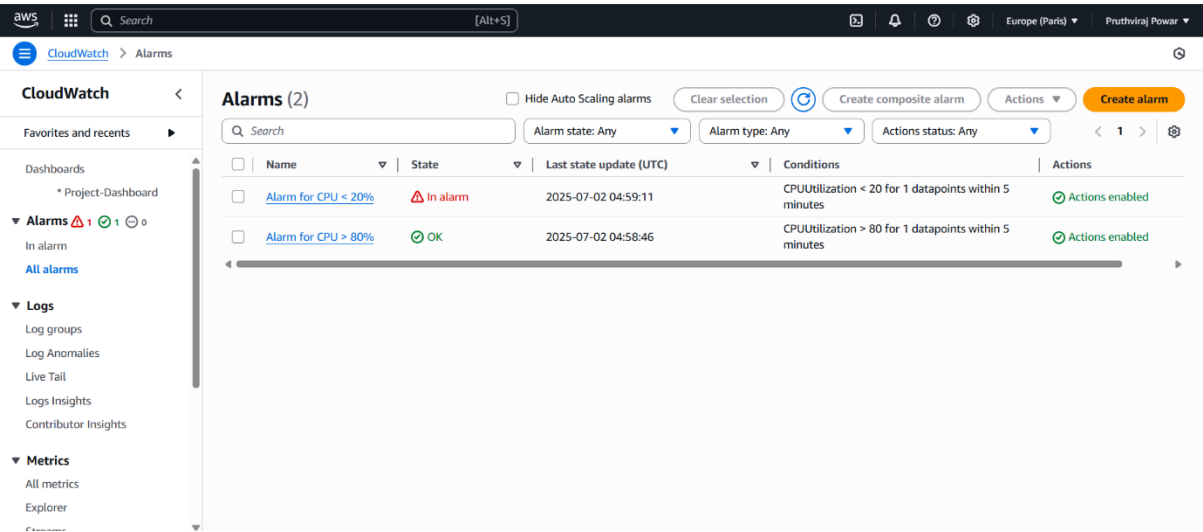 aws
Search [Alt+S] Europe (Paris) Pruthviraj Powar
CloudWatch > Alarms
CloudWatch
Favorites and recents
Dashboards
* Project-Dashboard
Alarms 1 1 0
In alarm
All alarms
Logs
Log groups
Log Anomalies
Live Tail
Logs Insights
Contributor Insights
Metrics
All metrics
Explorer
Streams
Alarms (2)
Hide Auto Scaling alarms Clear selection Create composite alarm Actions Create alarm
Search Alarm state: Any Alarm type: Any Actions status: Any 1
Name State Last state update (UTC) Conditions Actions
Alarm for CPU < 20% In alarm 2025-07-02 04:59:11 CPUUtilization < 20 for 1 datapoints within 5
minutes Actions enabled
Alarm for CPU > 80% OK 2025-07-02 04:58:46 CPUUtilization > 80 for 1 datapoints within 5
minutes Actions enabled